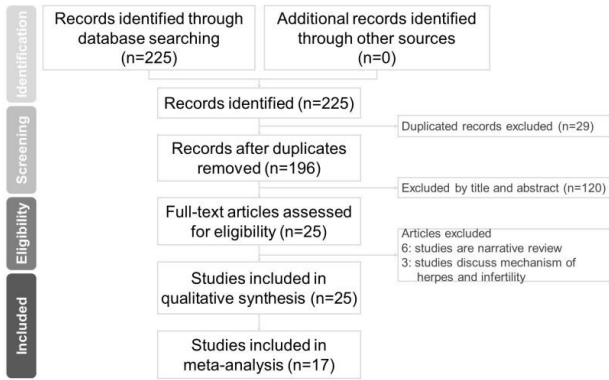 Identification
Records identified through
database searching
(n=225)
Additional records identified
through other sources
(n=0)
Records identified (n=225)
Screening
Duplicated records excluded (n=29)
Records after duplicates
removed (n=196)
Excluded by title and abstract (n=120)
Eligibility
Full-text articles assessed
for eligibility (n=25)
Articles excluded
6: studies are narrative review
3: studies discuss mechanism of
herpes and infertility
Included
Studies included in
qualitative synthesis (n=25)
Studies included in
meta-analysis (n=17)